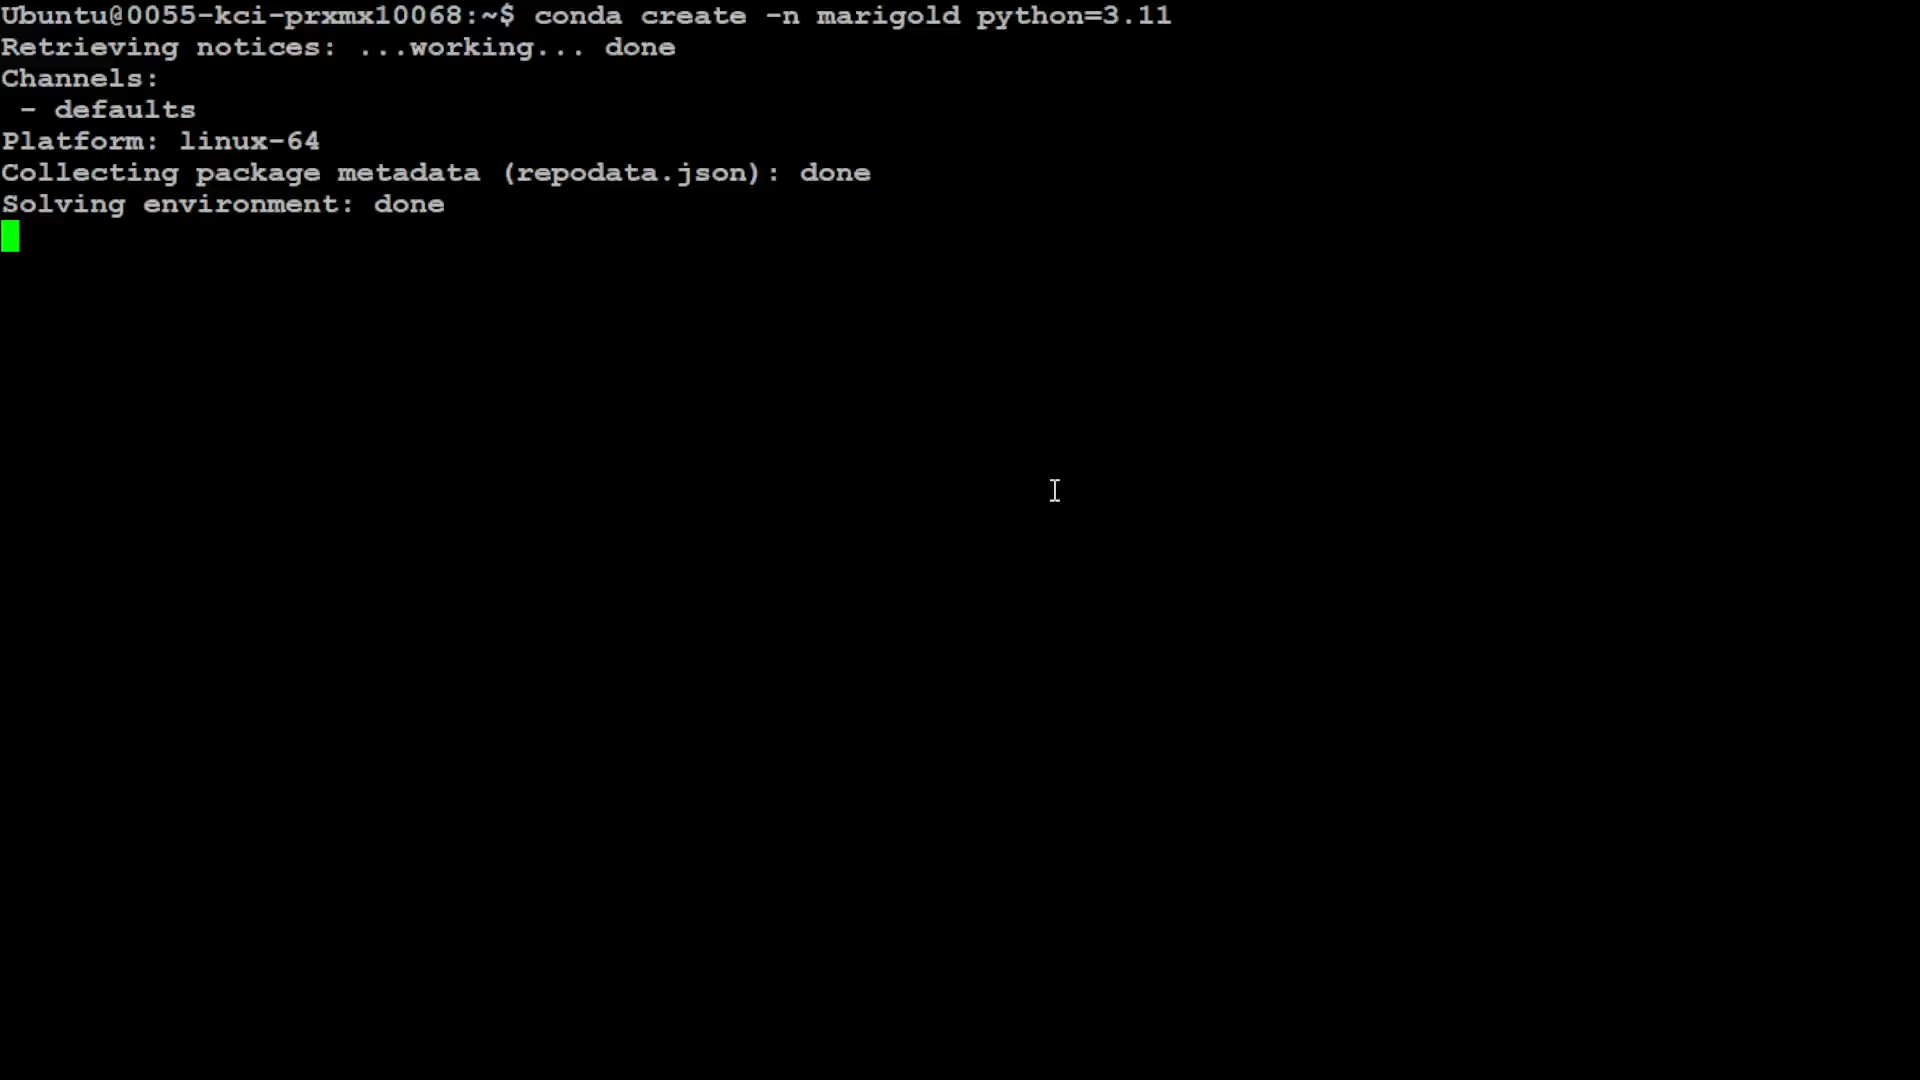 Ubuntu@0055-kci-prxmx10068:~$ conda create -n marigold python=3.11
Retrieving notices: ...working... done
Channels:
 - defaults
Platform: linux-64
Collecting package metadata (repodata.json): done
Solving environment: done